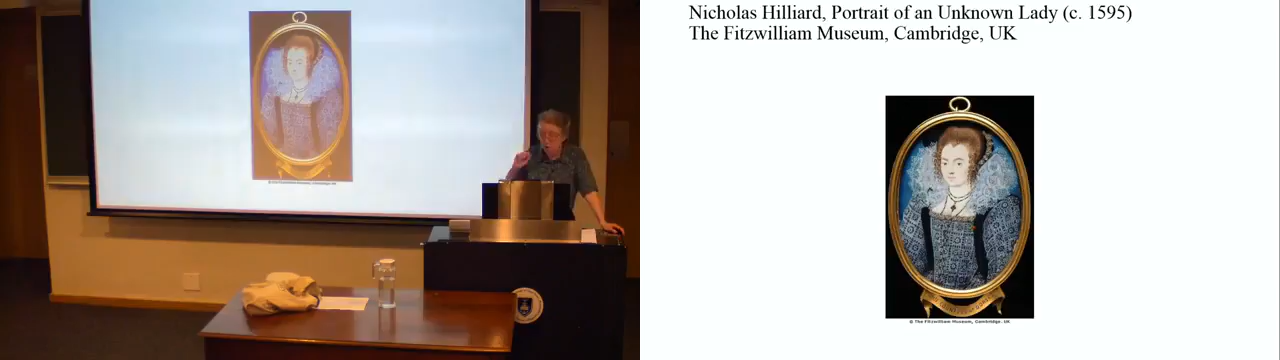 Nicholas Hilliard, Portrait of an Unknown Lady (c. 1595)
The Fitzwilliam Museum, Cambridge, UK
© The Fitzwilliam Museum, Cambridge, UK